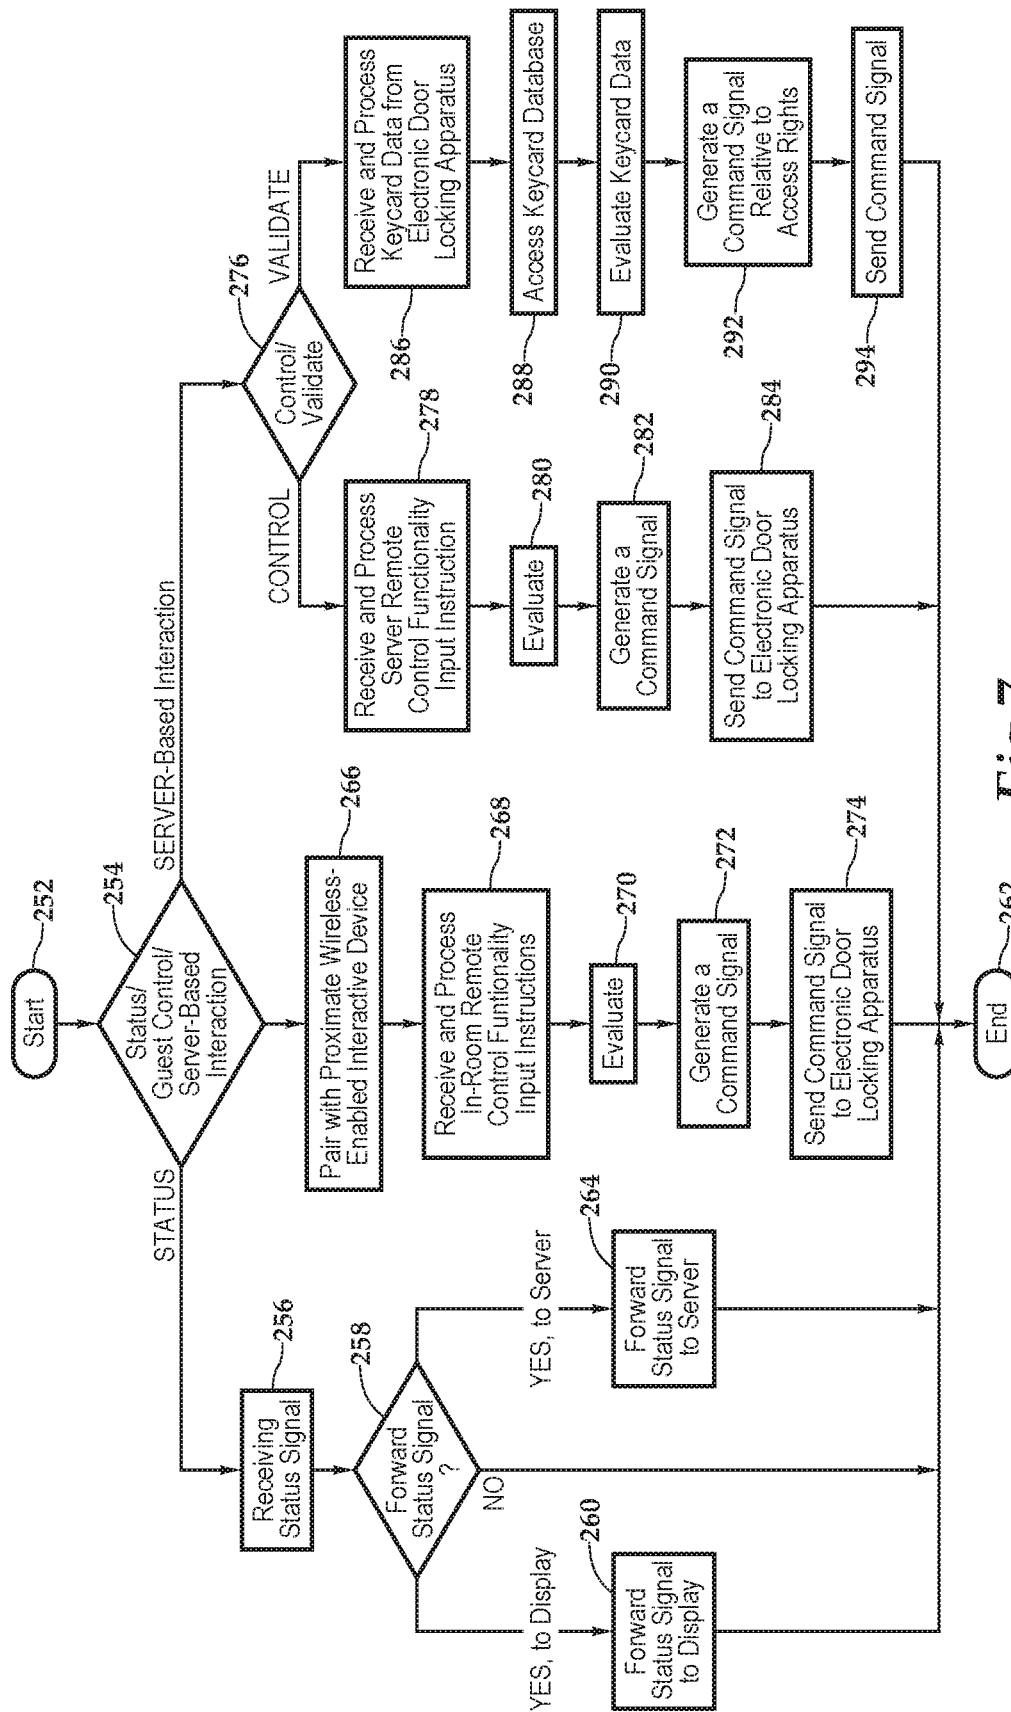 Start
252
Status/
Guest Control/
Server-Based
Interaction
254
STATUS
SERVER-Based Interaction
Receiving
Status Signal
256
Forward
Status Signal
?
258
YES, to Display
NO
YES, to Server
Forward
Status Signal
to Display
260
Forward
Status Signal
to Server
264
Pair with Proximate Wireless-
Enabled Interactive Device
266
Receive and Process
In-Room Remote
Control Funtionality
Input Instructions
268
Evaluate
270
Generate a
Command Signal
272
Send Command Signal
to Electronic Door
Locking Apparatus
274
Control/
Validate
276
CONTROL
VALIDATE
Receive and Process
Server Remote
Control Functionality
Input Instruction
278
Evaluate
280
Generate a
Command Signal
282
Send Command Signal
to Electronic Door
Locking Apparatus
284
Receive and Process
Keycard Data from
Electronic Door
Locking Apparatus
286
Access Keycard Database
288
Evaluate Keycard Data
290
Generate a
Command Signal
Relative to
Access Rights
292
Send Command Signal
294
End
262
Fig.7